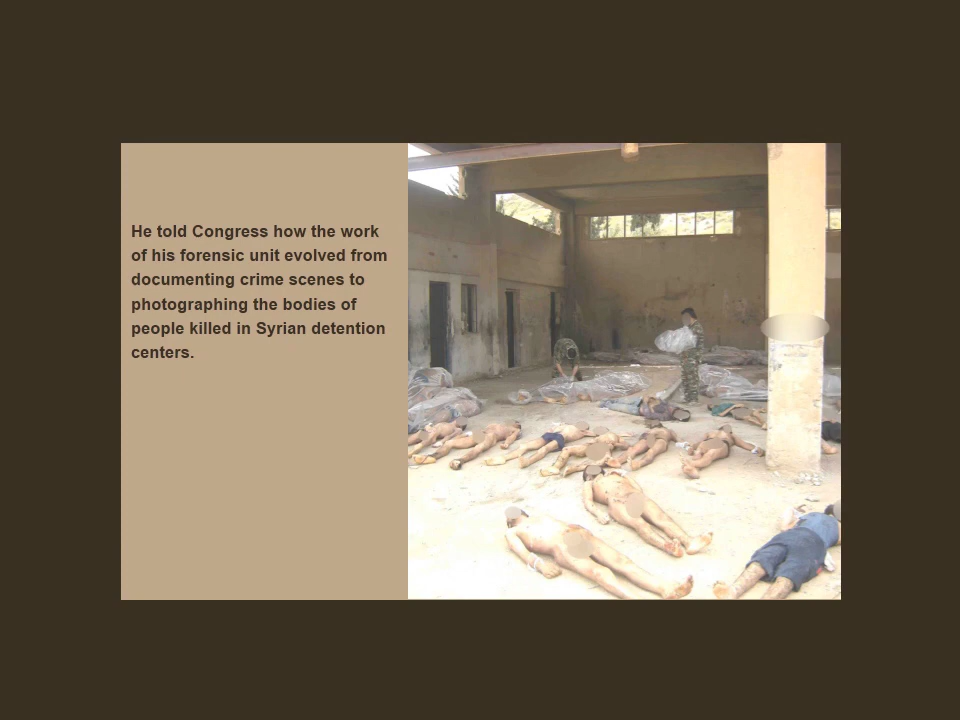 He told Congress how the work
of his forensic unit evolved from
documenting crime scenes to
photographing the bodies of
people killed in Syrian detention
centers.